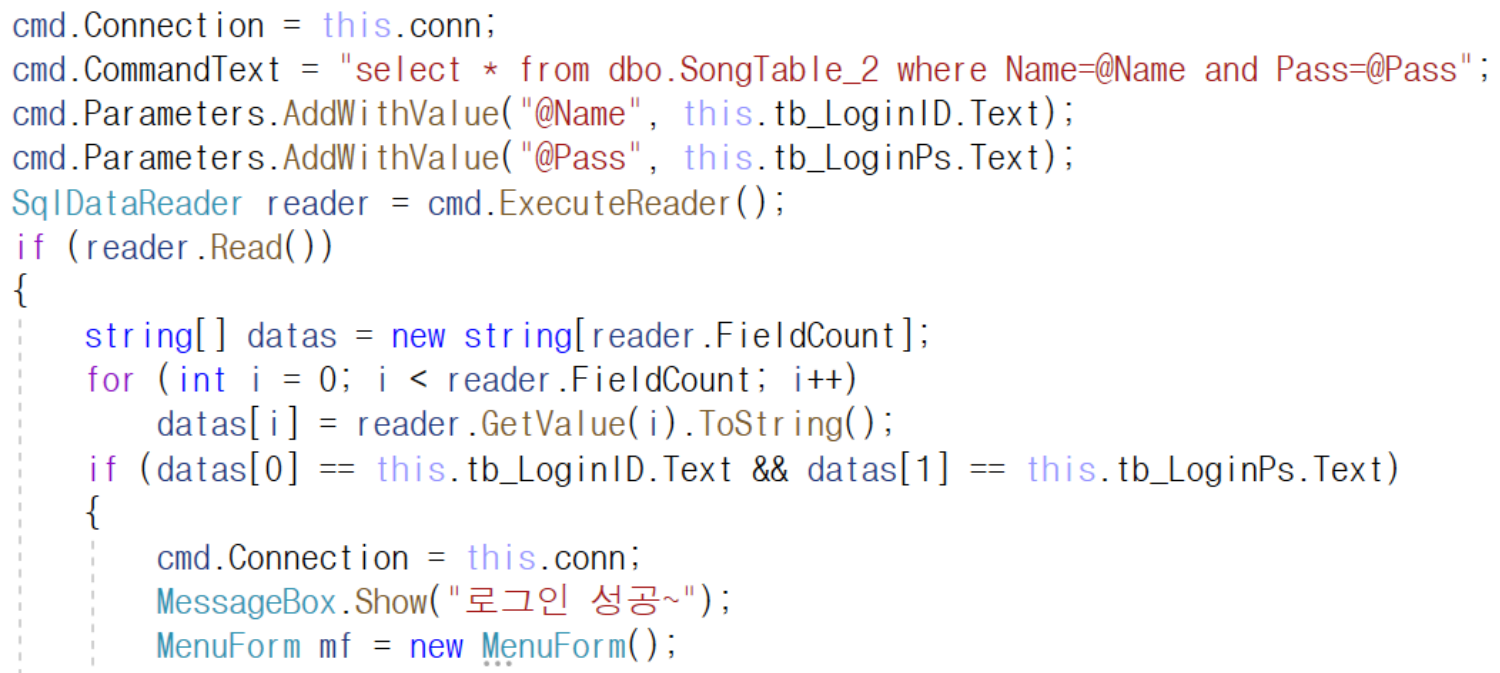 cmd.Connection = this.conn;
cmd.CommandText = "select * from dbo.SongTable_2 where Name=@Name and Pass=@Pass";
cmd.Parameters.AddWithValue("@Name", this.tb_LoginID.Text);
cmd.Parameters.AddWithValue("@Pass", this.tb_LoginPs.Text);
SqlDataReader reader = cmd.ExecuteReader();
if (reader.Read())
{
    string[] datas = new string[reader.FieldCount];
    for (int i = 0; i < reader.FieldCount; i++)
        datas[i] = reader.GetValue(i).ToString();
    if (datas[0] == this.tb_LoginID.Text && datas[1] == this.tb_LoginPs.Text)
    {
        cmd.Connection = this.conn;
        MessageBox.Show("로그인 성공~");
        MenuForm mf = new MenuForm();